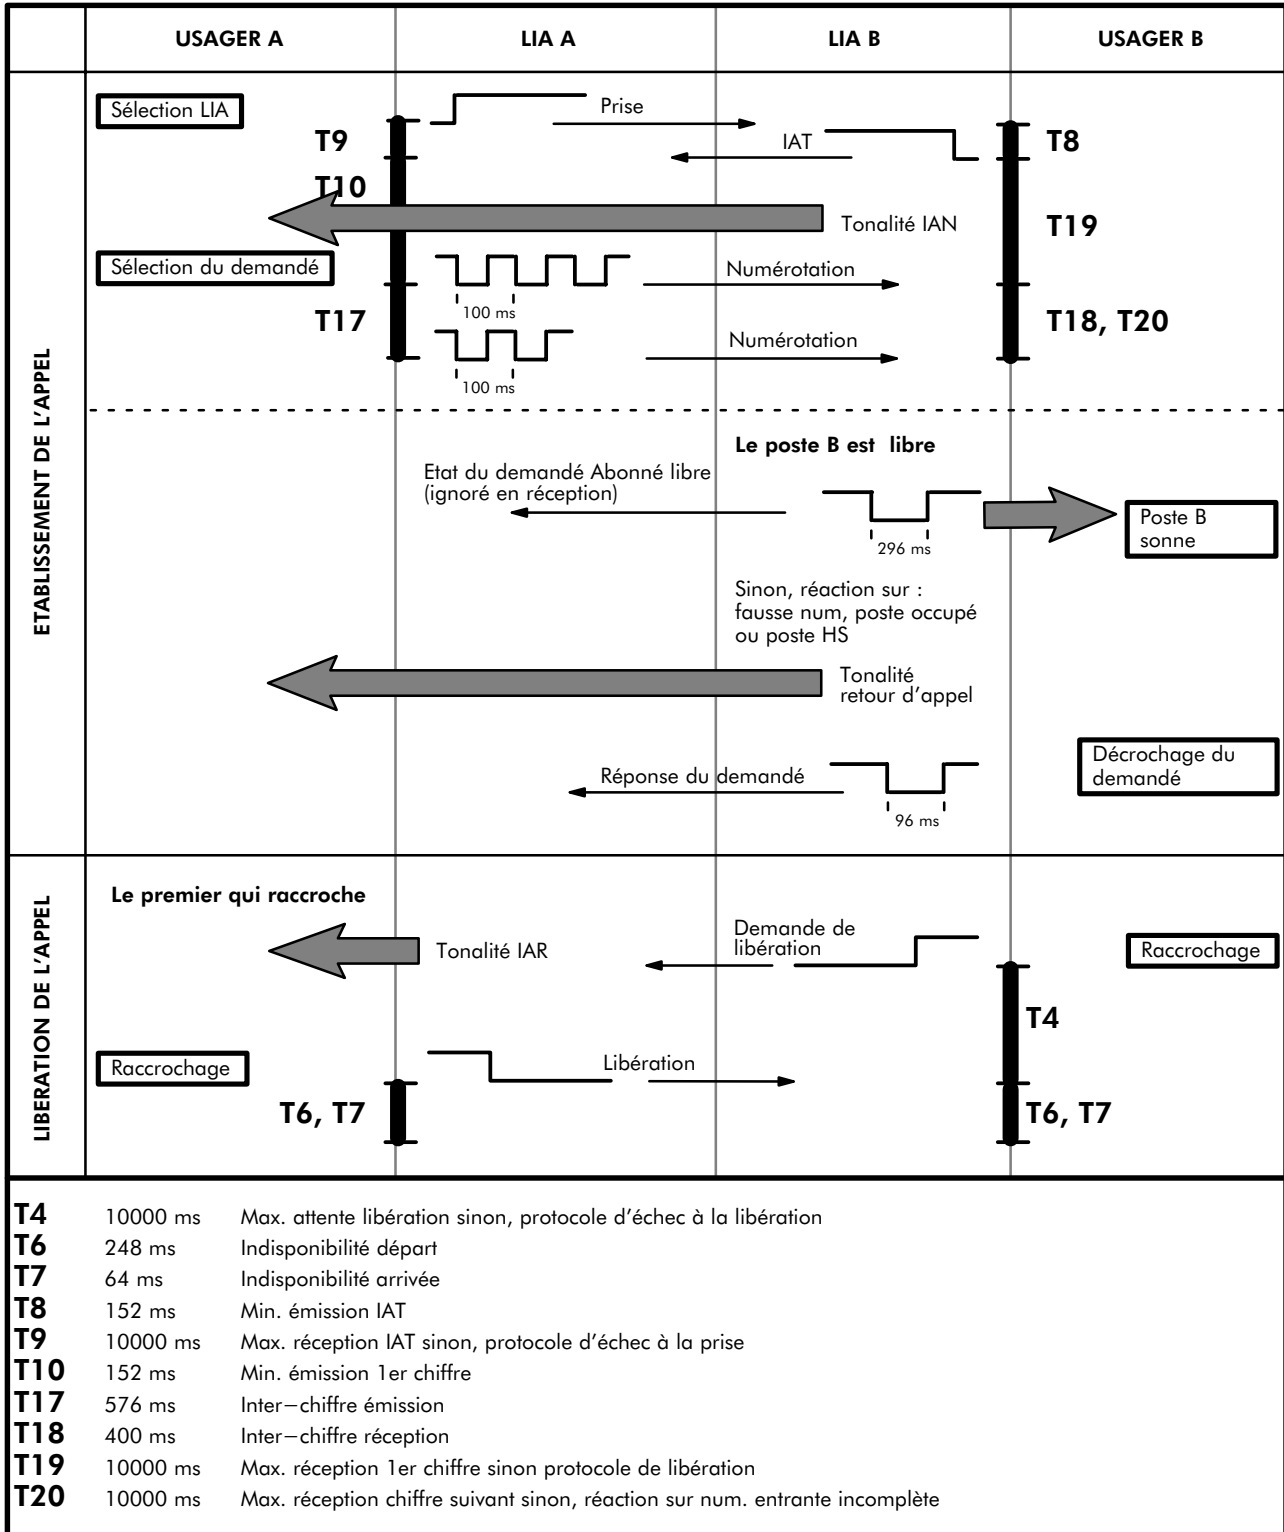 USAGER A
LIA A
LIA B
USAGER B
ETABLISSEMENT DE L'APPEL
Sélection LIA
Prise
T9
IAT
T8
T10
Tonalité IAN
T19
Sélection du demandé
Numérotation
100 ms
T17
T18, T20
Numérotation
100 ms
Le poste B est libre
Etat du demandé Abonné libre
(ignoré en réception)
296 ms
Poste B
sonne
Sinon, réaction sur :
fausse num, poste occupé
ou poste HS
Tonalité
retour d'appel
Réponse du demandé
96 ms
Décrochage du
demandé
LIBERATION DE L'APPEL
Le premier qui raccroche
Tonalité IAR
Demande de
libération
Raccrochage
T4
Raccrochage
Libération
T6, T7
T6, T7
T4 10000 ms Max. attente libération sinon, protocole d'échec à la libération
T6 248 ms Indisponibilité départ
T7 64 ms Indisponibilité arrivée
T8 152 ms Min. émission IAT
T9 10000 ms Max. réception IAT sinon, protocole d'échec à la prise
T10 152 ms Min. émission 1er chiffre
T17 576 ms Inter−chiffre émission
T18 400 ms Inter−chiffre réception
T19 10000 ms Max. réception 1er chiffre sinon protocole de libération
T20 10000 ms Max. réception chiffre suivant sinon, réaction sur num. entrante incomplète